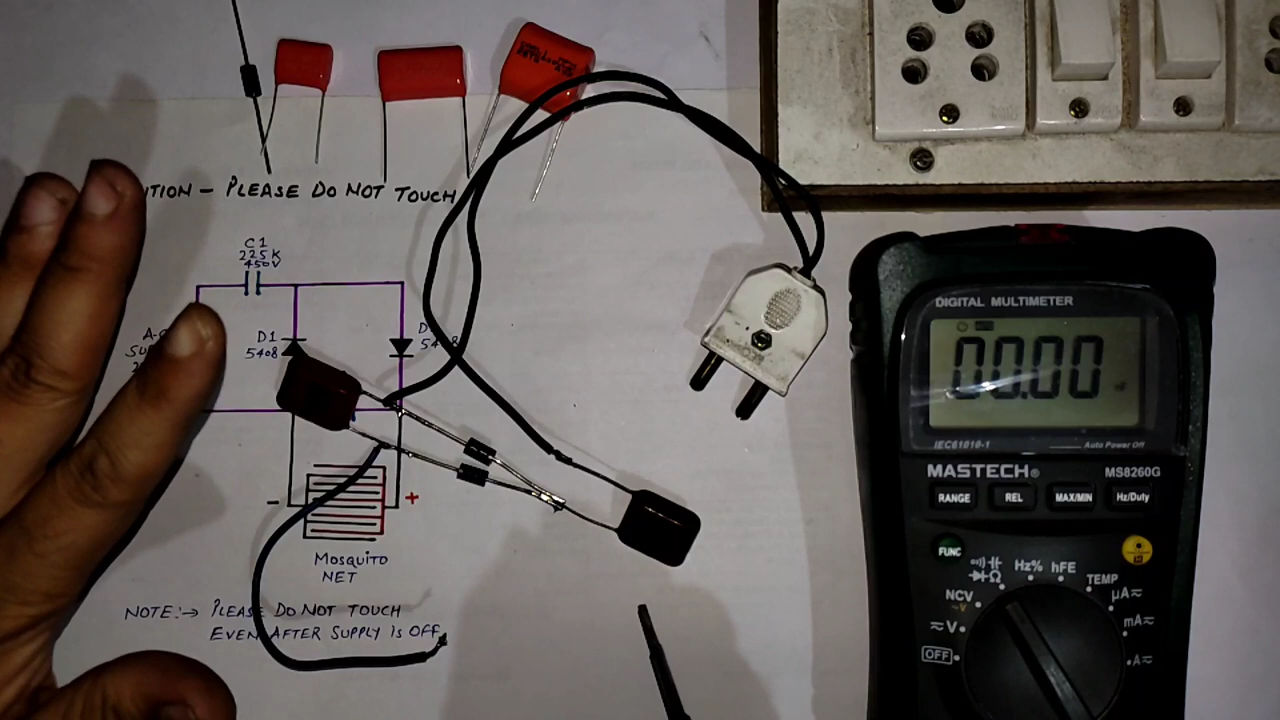 UTION - PLEASE DO NOT TOUCH
C1
225K
450V
A-
SU
D1
5408
D
MOSQUITO
NET
-
+
NOTE:→ PLEASE DO NOT TOUCH
EVEN AFTER SUPPLY IS OFF
DIGITAL MULTIMETER
00.00
IEC61010-1
Auto Power Off
MASTECH®
MS8260G
RANGE
REL
MAX/MIN
Hz/Duty
FUNC
Hz%
hFE
TEMP
NCV
μA
mA
A
V
OFF